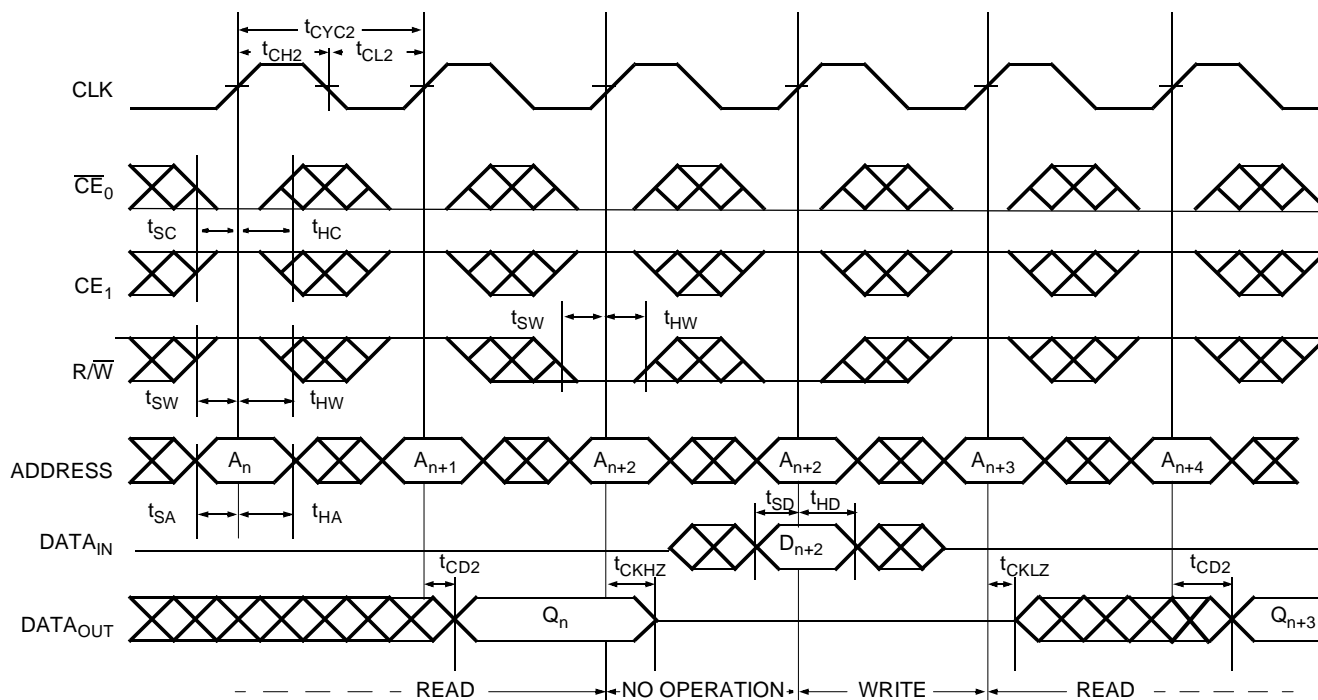 tCYC2
tCH2 tCL2
CLK
CE0
tSC tHC
CE1
tSW tHW
R/W
tSW tHW
ADDRESS An An+1 An+2 An+2 An+3 An+4
tSA tHA tSD tHD
DATAIN Dn+2
tCD2 tCKHZ tCKLZ tCD2
DATAOUT Qn Qn+3
READ NO OPERATION WRITE READ